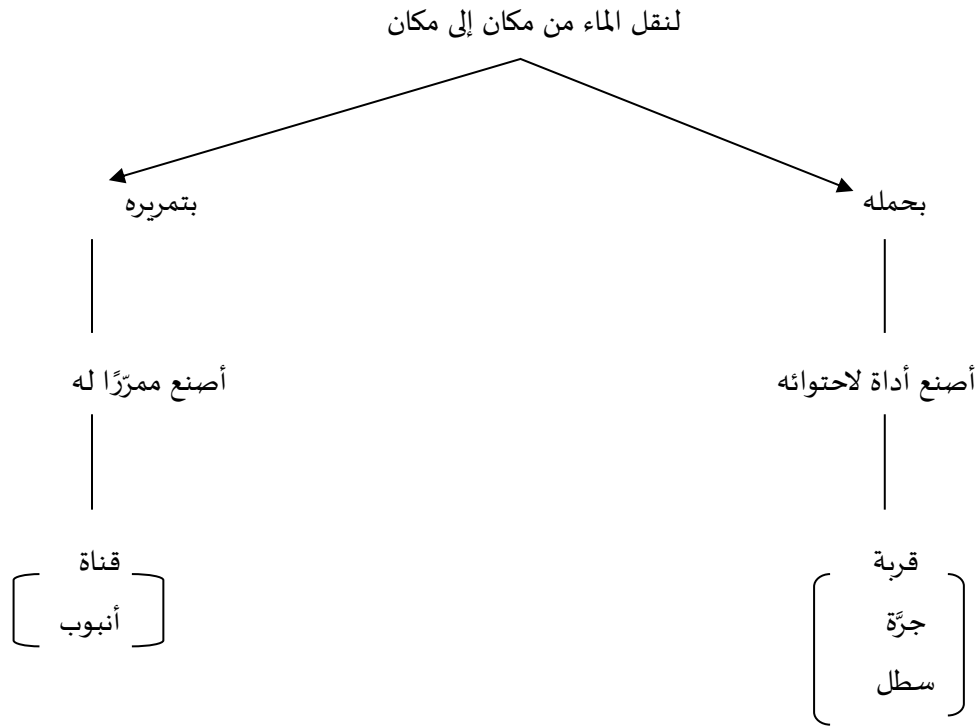 لنقل الماء من مكان إلى مكان
بحمله
بتمريره
أصنع أداة لاحتوائه
أصنع ممرّرًا له
قربة
جرَّة
سطل
قناة
أنبوب